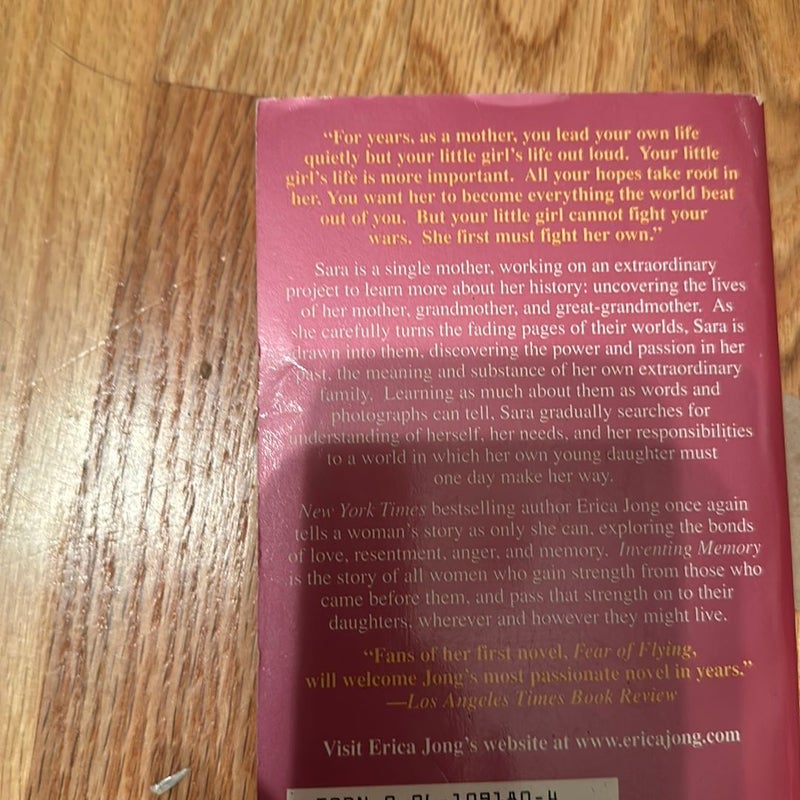 “For years, as a mother, you lead your own life
quietly but your little girl’s life out loud. Your little
girl’s life is more important. All your hopes take root in
her. You want her to become everything the world beat
out of you. But your little girl cannot fight your
wars. She first must fight her own.”
Sara is a single mother, working on an extraordinary
project to learn more about her history: uncovering the lives
of her mother, grandmother, and great-grandmother. As
she carefully turns the fading pages of their worlds, Sara is
drawn into them, discovering the power and passion in her
past, the meaning and substance of her own extraordinary
family. Learning as much about them as words and
photographs can tell, Sara gradually searches for
understanding of herself, her needs, and her responsibilities
to a world in which her own young daughter must
one day make her way.
New York Times bestselling author Erica Jong once again
tells a woman’s story as only she can, exploring the bonds
of love, resentment, anger, and memory. Inventing Memory
is the story of all women who gain strength from those who
came before them, and pass that strength on to their
daughters, wherever and however they might live.
“Fans of her first novel, Fear of Flying,
will welcome Jong’s most passionate novel in years.”
—Los Angeles Times Book Review
Visit Erica Jong’s website at www.ericajong.com
ISBN 0-06-109180-4